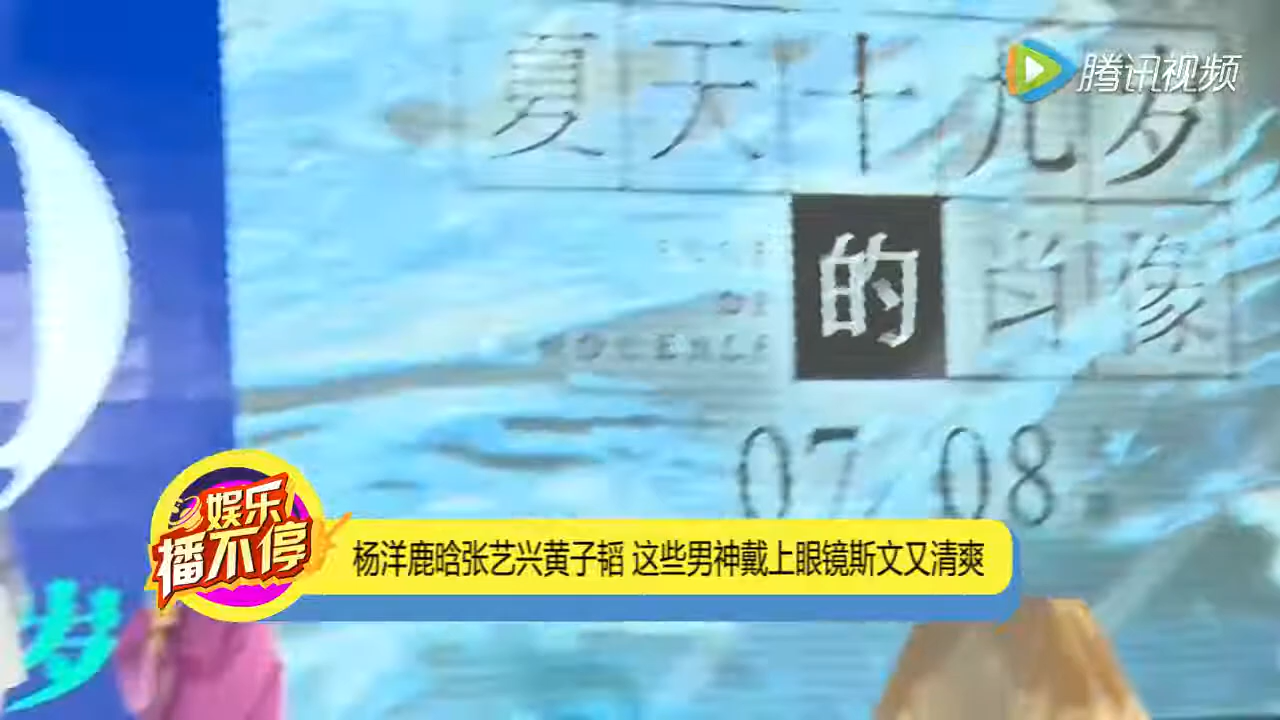 腾讯视频
夏天十九岁
的肖像
07 08
娱乐
播不停
杨洋鹿晗张艺兴黄子韬 这些男神戴上眼镜斯文又清爽
岁